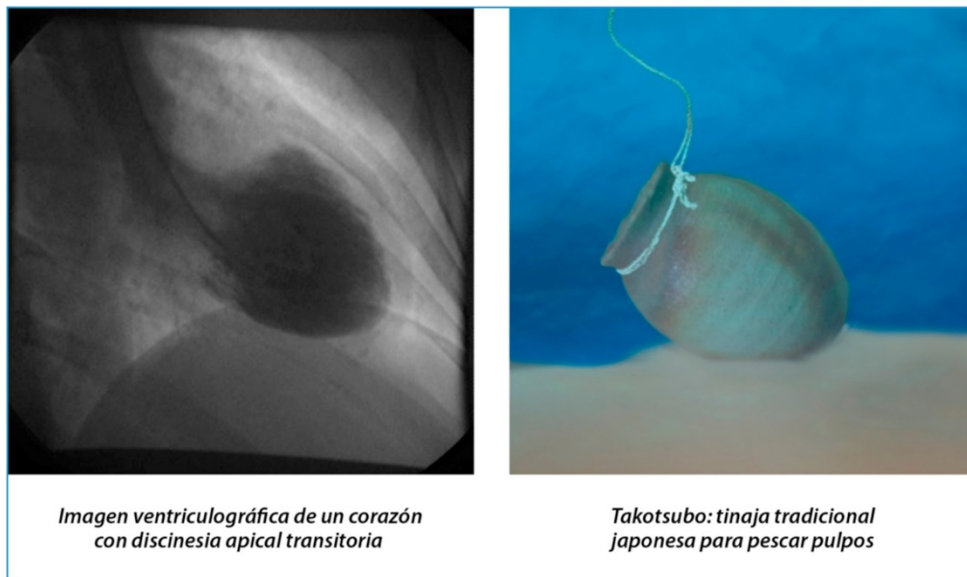 Imagen ventriculográfica de un corazón
con discinesia apical transitoria
Takotsubo: tinaja tradicional
japonesa para pescar pulpos